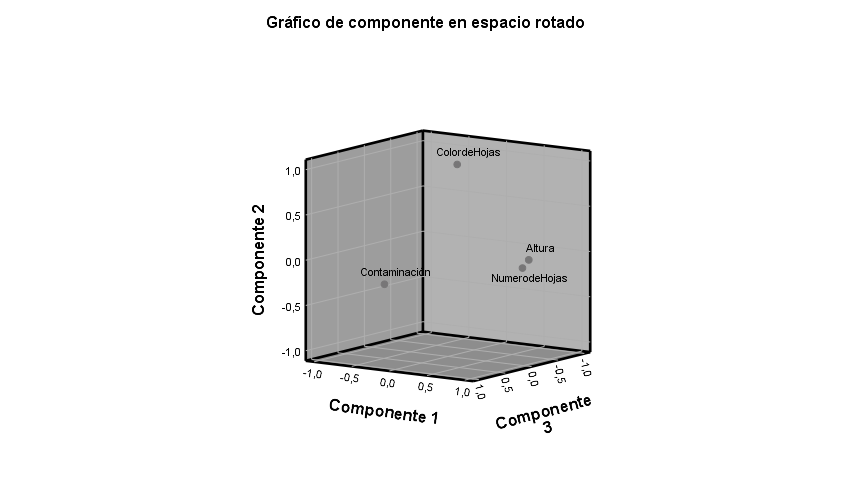 Gráfico de componente en espacio rotado
ColordeHojas
Altura
NumerodeHojas
Contaminación
Componente 2
1,0
0,5
0,0
-0,5
-1,0
-1,0
-0,5
0,0
0,5
1,0
Componente 1
1,0
0,5
0,0
-0,5
-1,0
Componente
3